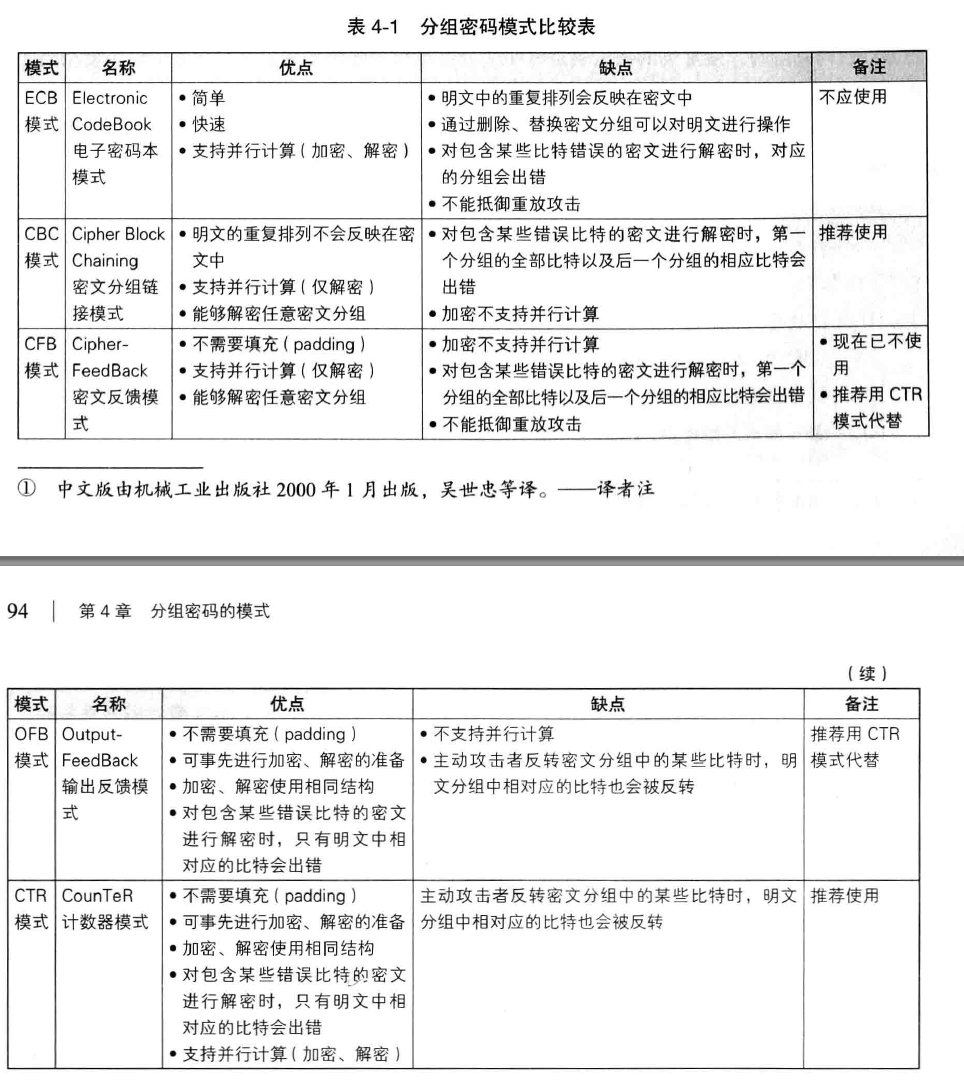 表 4-1 分组密码模式比较表
模式 名称 优点 缺点 备注
ECB 模式
Electronic CodeBook 电子密码本模式
• 简单
• 快速
• 支持并行计算（加密、解密）
• 明文中的重复排列会反映在密文中
• 通过删除、替换密文分组可以对明文进行操作
• 对包含某些比特错误的密文进行解密时，对应
的分组会出错
• 不能抵御重放攻击
不应使用
CBC 模式
Cipher Block Chaining 密文分组链接模式
• 明文的重复排列不会反映在密
文中
• 支持并行计算（仅解密）
• 能够解密任意密文分组
• 对包含某些错误比特的密文进行解密时，第一
个分组的全部比特以及后一个分组的相应比特会
出错
• 加密不支持并行计算
推荐使用
CFB 模式
Cipher-FeedBack 密文反馈模式
• 不需要填充（padding）
• 支持并行计算（仅解密）
• 能够解密任意密文分组
• 加密不支持并行计算
• 对包含某些错误比特的密文进行解密时，第一个
分组的全部比特以及后一个分组的相应比特会出错
• 不能抵御重放攻击
• 现在已不使
用
• 推荐用 CTR
模式代替
① 中文版由机械工业出版社 2000 年 1 月出版，吴世忠等译。——译者注
94 | 第 4 章 分组密码的模式
（续）
模式 名称 优点 缺点 备注
OFB 模式
Output-FeedBack 输出反馈模式
• 不需要填充（padding）
• 可事先进行加密、解密的准备
• 加密、解密使用相同结构
• 对包含某些错误比特的密文
进行解密时，只有明文中相
对应的比特会出错
• 不支持并行计算
• 主动攻击者反转密文分组中的某些比特时，明
文分组中相对应的比特也会被反转
推荐用 CTR
模式代替
CTR 模式
CounTeR 计数器模式
• 不需要填充（padding）
• 可事先进行加密、解密的准备
• 加密、解密使用相同结构
• 对包含某些错误比特的密文
进行解密时，只有明文中相
对应的比特会出错
• 支持并行计算（加密、解密）
主动攻击者反转密文分组中的某些比特时，明文
分组中相对应的比特也会被反转
推荐使用